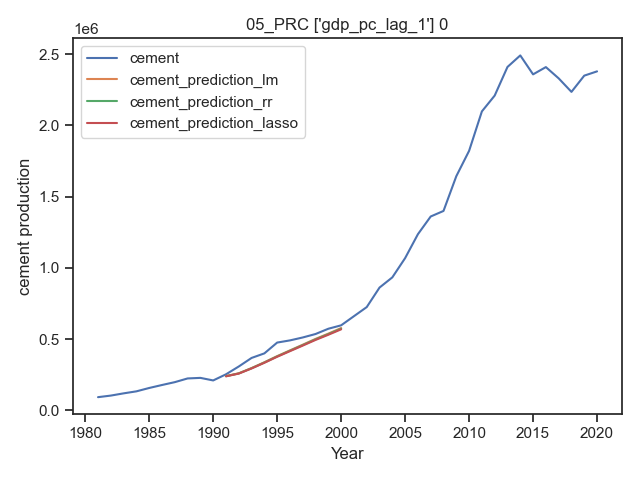 05_PRC ['gdp_pc_lag_1'] 0
1e6
cement
cement_prediction_lm
cement_prediction_rr
cement_prediction_lasso
2.5
2.0
1.5
1.0
0.5
0.0
cement production
1980 1985 1990 1995 2000 2005 2010 2015 2020
Year